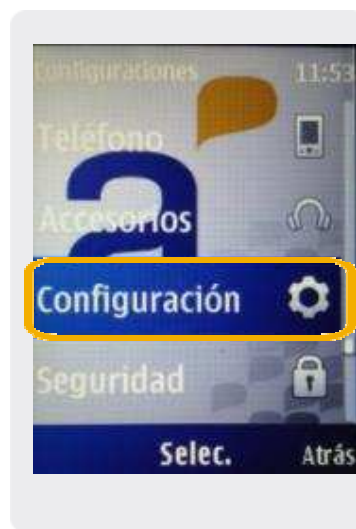 Configuraciones 11:53
Teléfono
Accesorios
Configuración
Seguridad
Selec. Atrás